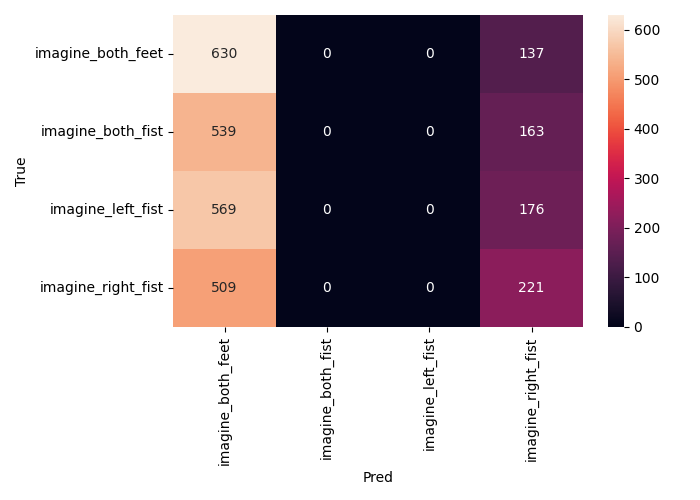 imagine_both_feet 630 0 0 137
imagine_both_fist 539 0 0 163
imagine_left_fist 569 0 0 176
imagine_right_fist 509 0 0 221
True
imagine_both_feet
imagine_both_fist
imagine_left_fist
imagine_right_fist
Pred
600
500
400
300
200
100
0